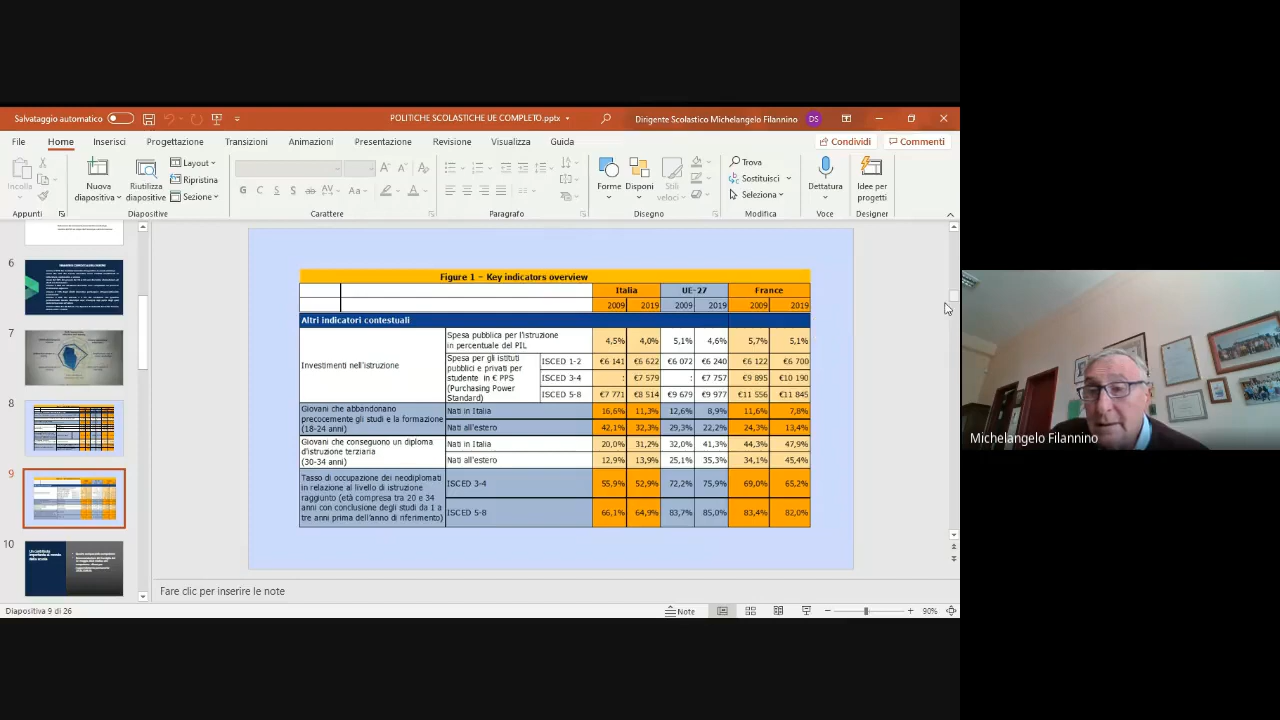 Salvataggio automatico
POLITICHE SCOLASTICHE UE COMPLETO.pptx
Dirigente Scolastico Michelangelo Filannino
DS
File Home Inserisci Progettazione Transizioni Animazioni Presentazione Revisione Visualizza Guida
Condividi Commenti
Incolla
Appunti
Nuova diapositiva
Riutilizza diapositive
Layout
Ripristina
Sezione
Diapositive
G C S S ab AV Aa A
Carattere
Paragrafo
Forme Disponi Stili veloci
Disegno
Trova
Sostituisci
Seleziona
Modifica
Dettatura
Voce
Idee per progetti
Designer
6
7
8
9
10
Figure 1 – Key indicators overview
Italia UE-27 France
2009 2019 2009 2019 2009 2019
Altri indicatori contestuali
Investimenti nell'istruzione
Spesa pubblica per l'istruzione
in percentuale del PIL
4,5% 4,0% 5,1% 4,6% 5,7% 5,1%
Spesa per gli istituti
pubblici e privati per
studente in € PPS
(Purchasing Power
Standard)
ISCED 1-2 €6 141 €6 622 €6 072 €6 240 €6 122 €6 700
ISCED 3-4 : €7 579 : €7 757 €9 895 €10 190
ISCED 5-8 €7 771 €8 514 €9 679 €9 977 €11 556 €11 845
Giovani che abbandonano
precocemente gli studi e la formazione
(18-24 anni)
Nati in Italia 16,6% 11,3% 12,6% 8,9% 11,6% 7,8%
Nati all'estero 42,1% 32,3% 29,3% 22,2% 24,3% 13,4%
Giovani che conseguono un diploma
d'istruzione terziaria
(30-34 anni)
Nati in Italia 20,0% 31,2% 32,0% 41,3% 44,3% 47,9%
Nati all'estero 12,9% 13,9% 25,1% 35,3% 34,1% 45,4%
Tasso di occupazione dei neodiplomati
in relazione al livello di istruzione
raggiunto (età compresa tra 20 e 34
anni con conclusione degli studi da 1 a
tre anni prima dell'anno di riferimento)
ISCED 3-4 55,9% 52,9% 72,2% 75,9% 69,0% 65,2%
ISCED 5-8 66,1% 64,9% 83,7% 85,0% 83,4% 82,0%
Fare clic per inserire le note
Diapositiva 9 di 26
Note
90%
Michelangelo Filannino